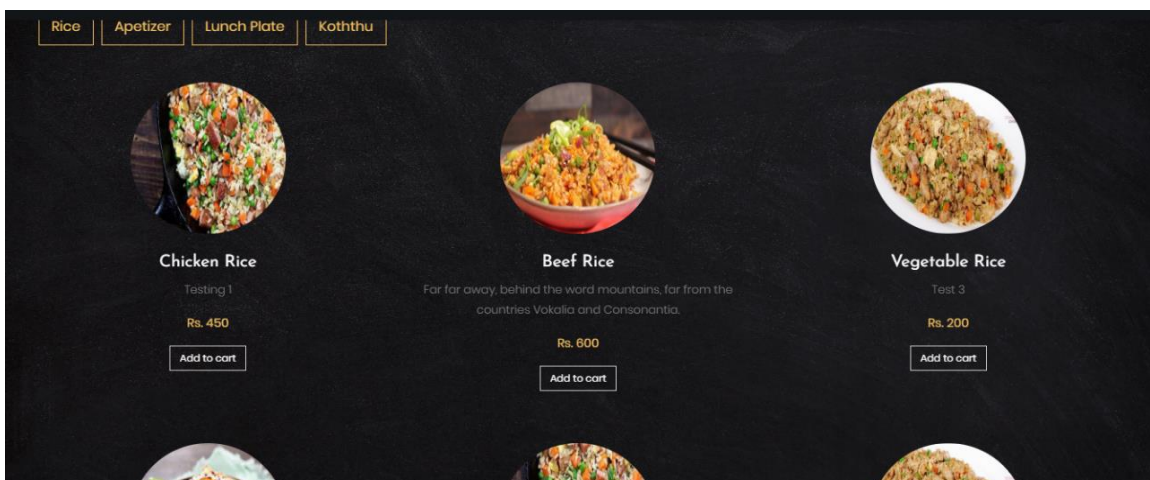 Rice Apetizer Lunch Plate Koththu
Chicken Rice Beef Rice Vegetable Rice
Testing 1 Far far away, behind the word mountains, far from the Test 3
countries Vokalia and Consonantia.
Rs. 450 Rs. 200
Rs. 600
Add to cart Add to cart
Add to cart